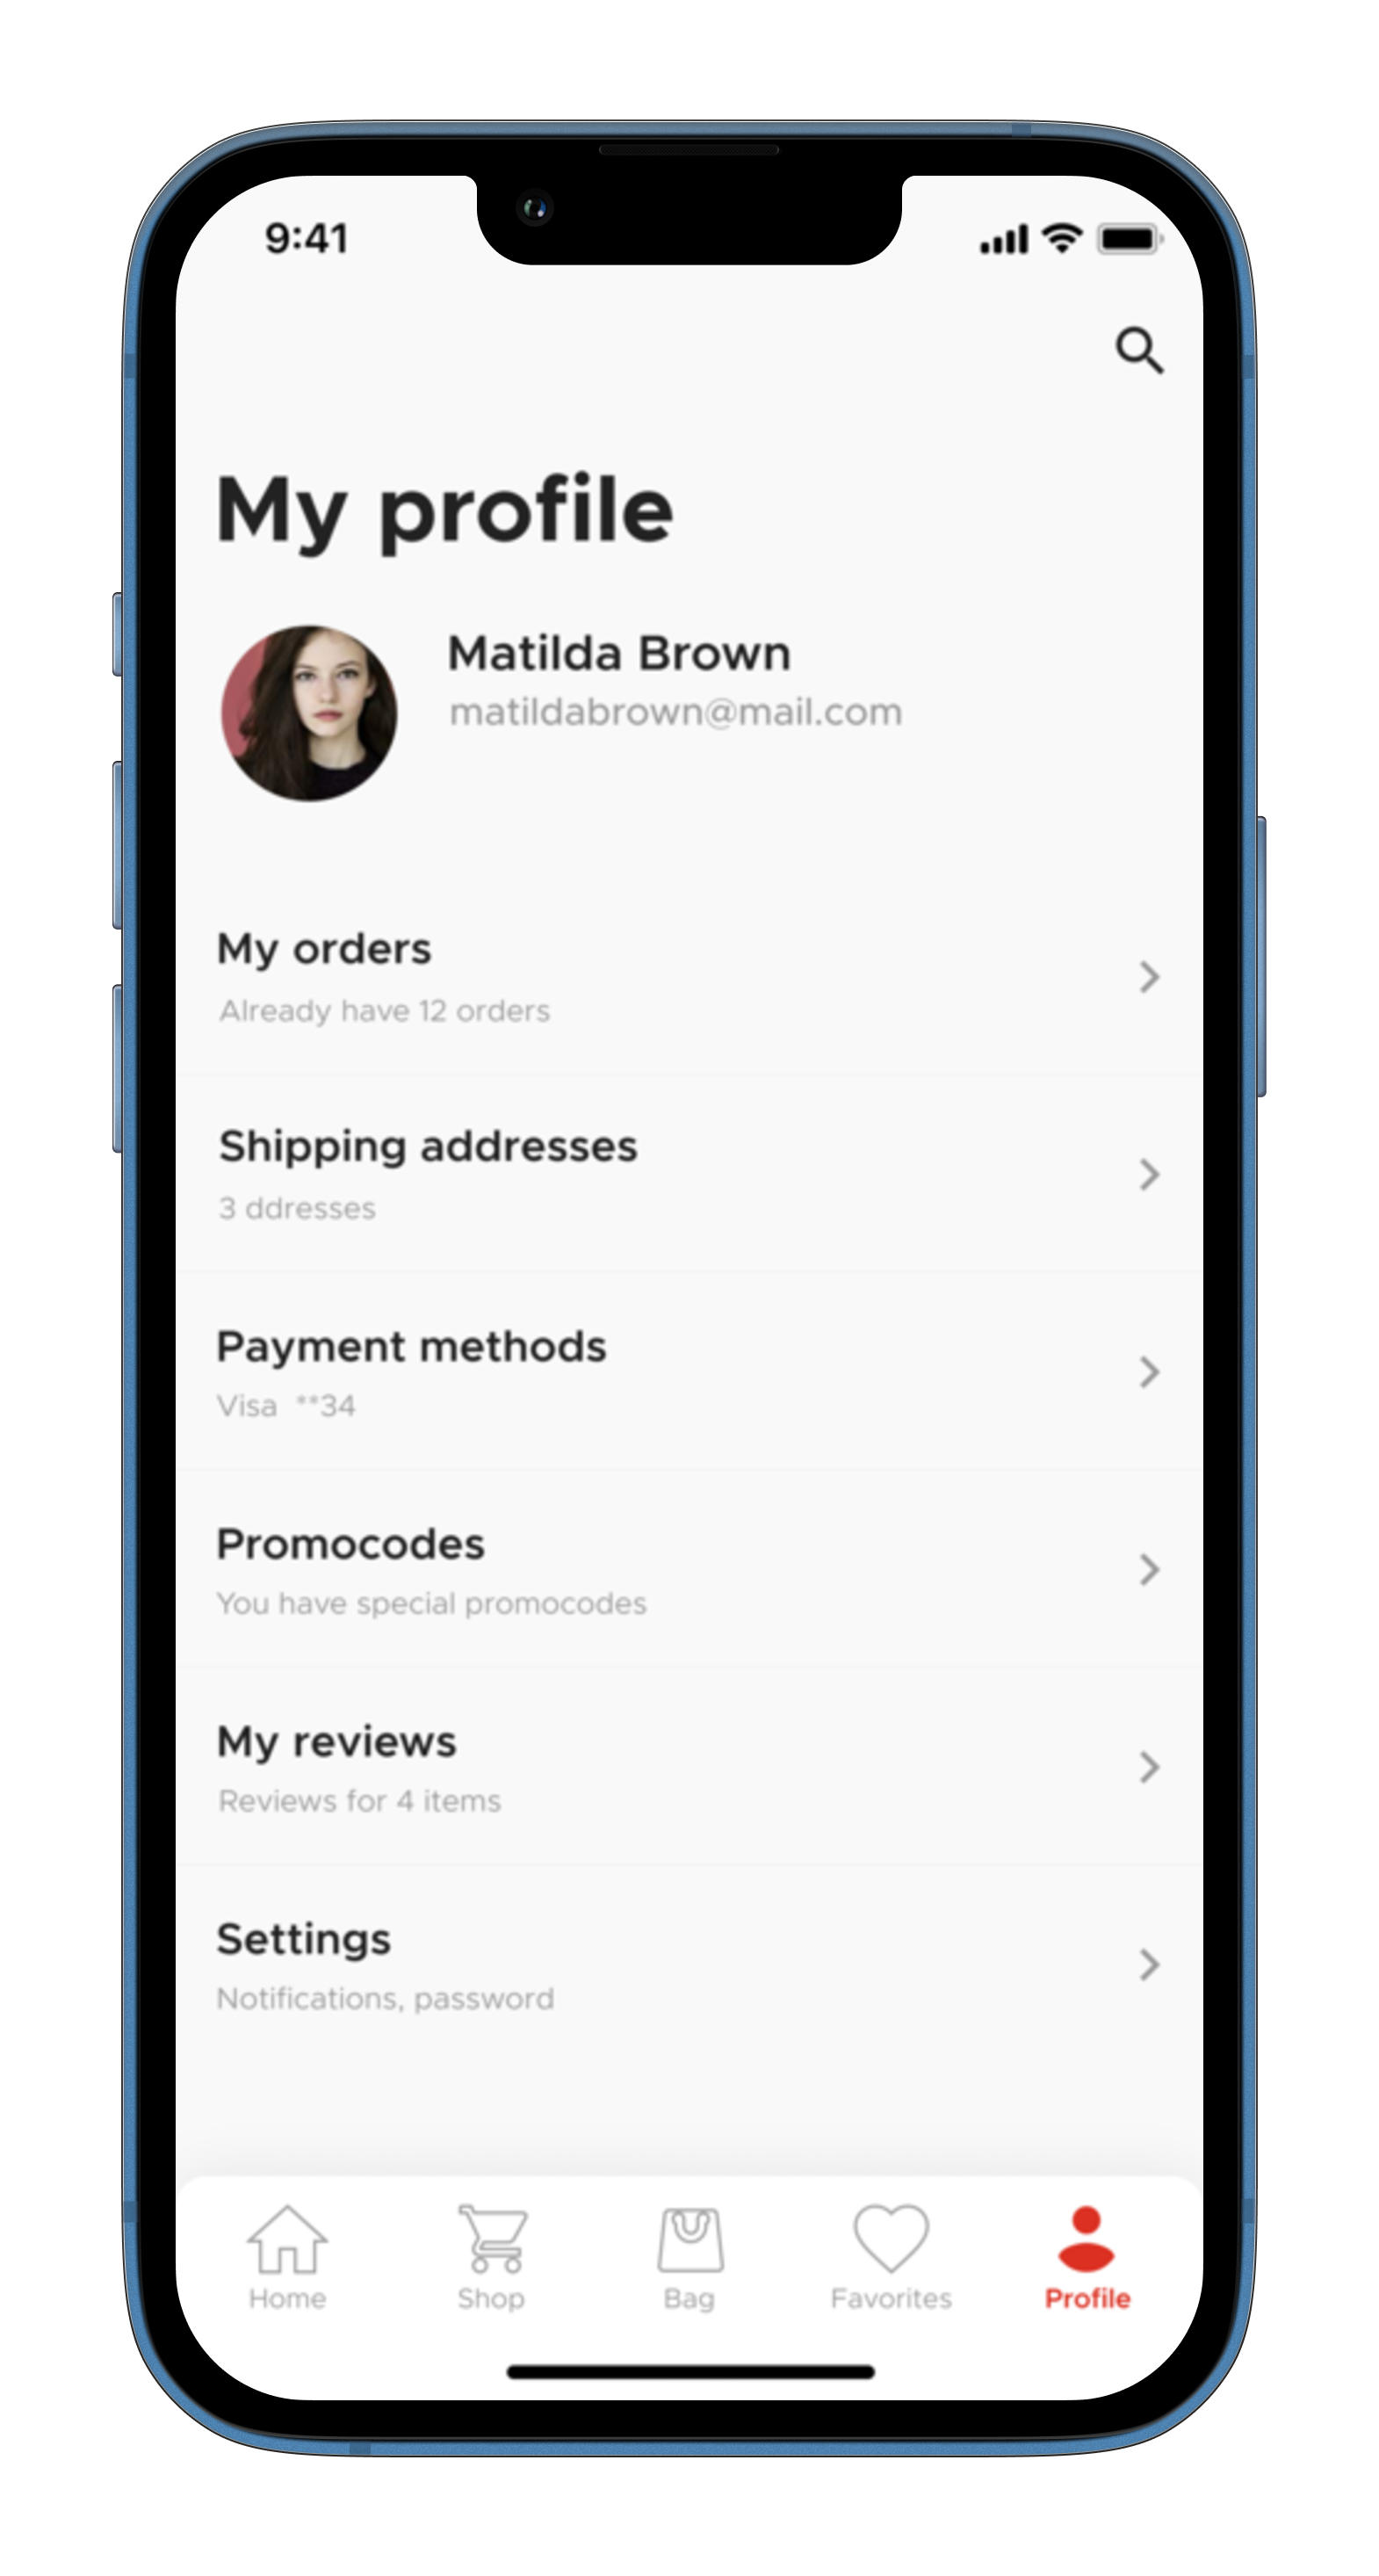 9:41
My profile
Matilda Brown
matildabrown@mail.com
My orders
Already have 12 orders
Shipping addresses
3 ddresses
Payment methods
Visa **34
Promocodes
You have special promocodes
My reviews
Reviews for 4 items
Settings
Notifications, password
Home Shop Bag Favorites Profile